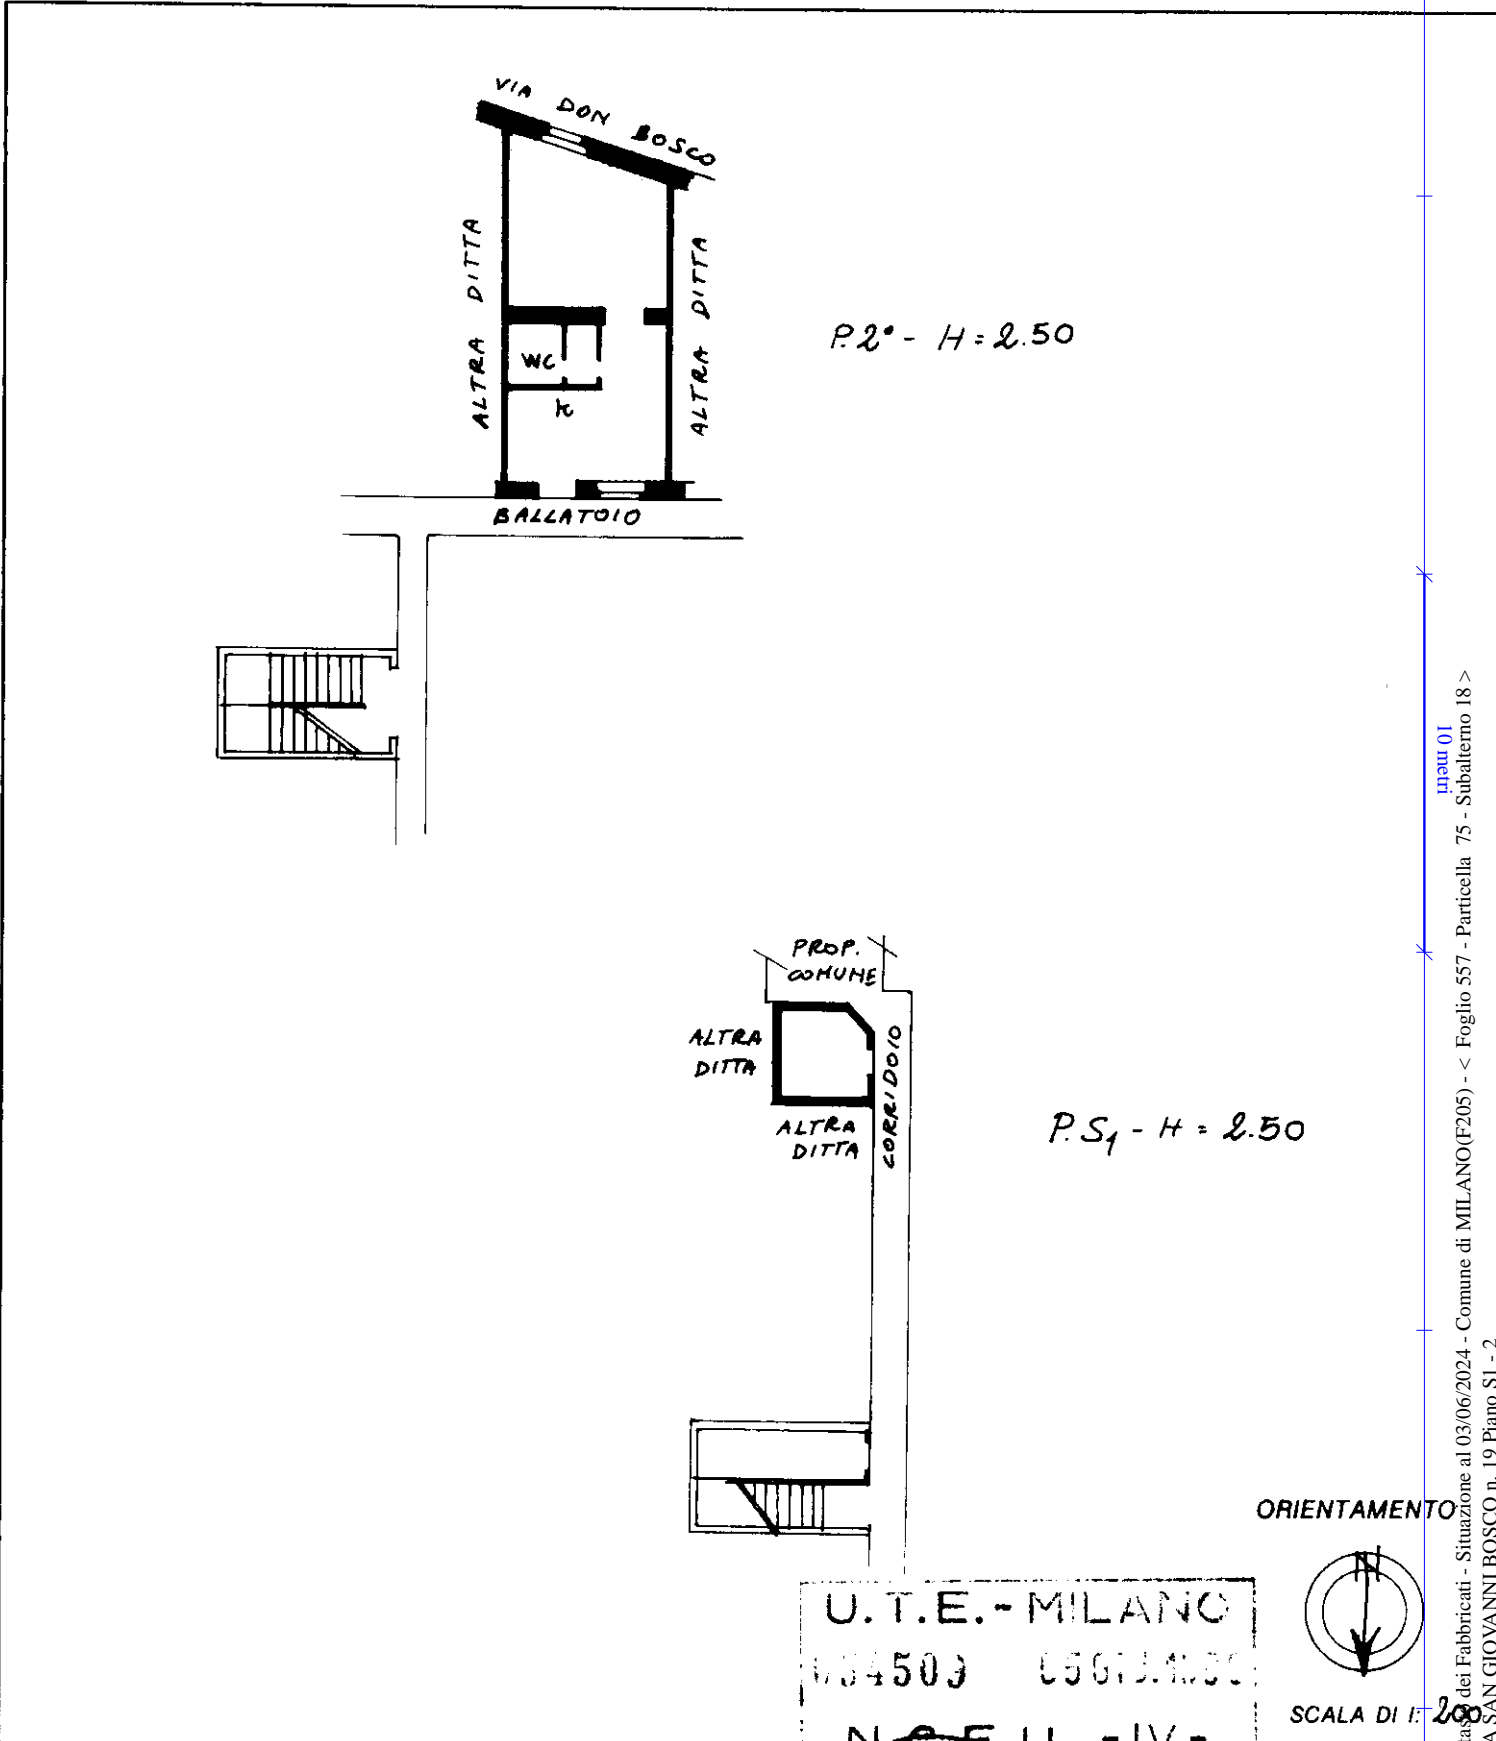 VIA DON BOSCO
ALTRA DITTA
ALTRA DITTA
P.2° - H = 2.50
WC
K
BALLATOIO
10 metri
PROP.
COMUNE
ALTRA
DITTA
CORRIDOIO
ALTRA
DITTA
P.S1 - H = 2.50
dei Fabbricati - Situazione al 03/06/2024 - Comune di MILANO(F205) - < Foglio 557 - Particella 75 - Subalterno 18 >
SAN GIOVANNI BOSCO n. 19 Piano S1 - 2
ORIENTAMENTO
N
U.T.E. - MILANO
SCALA DI 1: 200